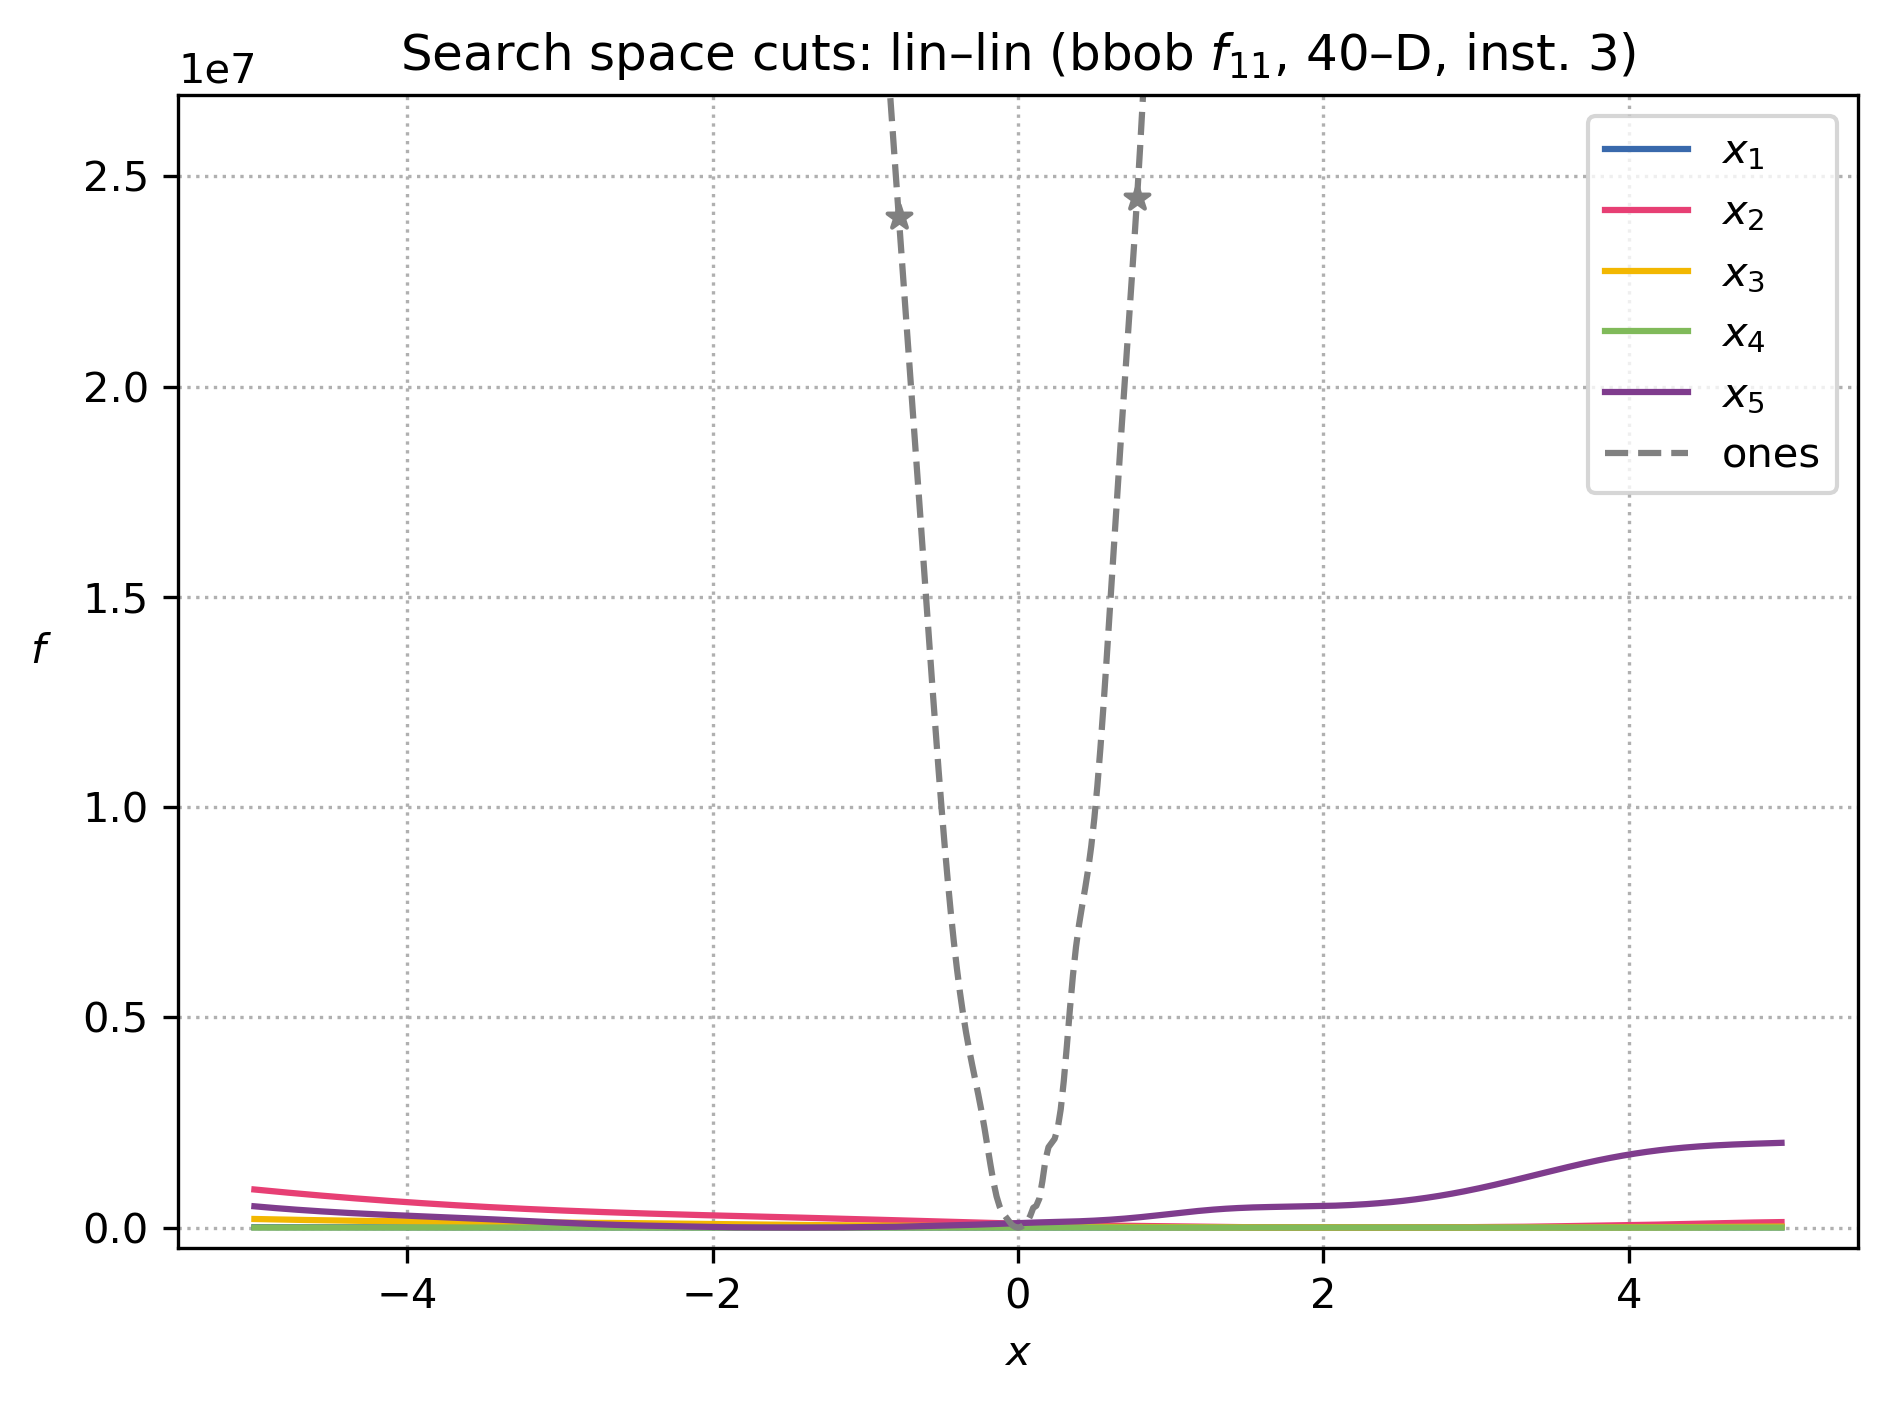 Search space cuts: lin–lin (bbob f₁₁, 40–D, inst. 3)
1e7
2.5
2.0
1.5
1.0
0.5
0.0
f
−4
−2
0
2
4
x
x₁
x₂
x₃
x₄
x₅
ones